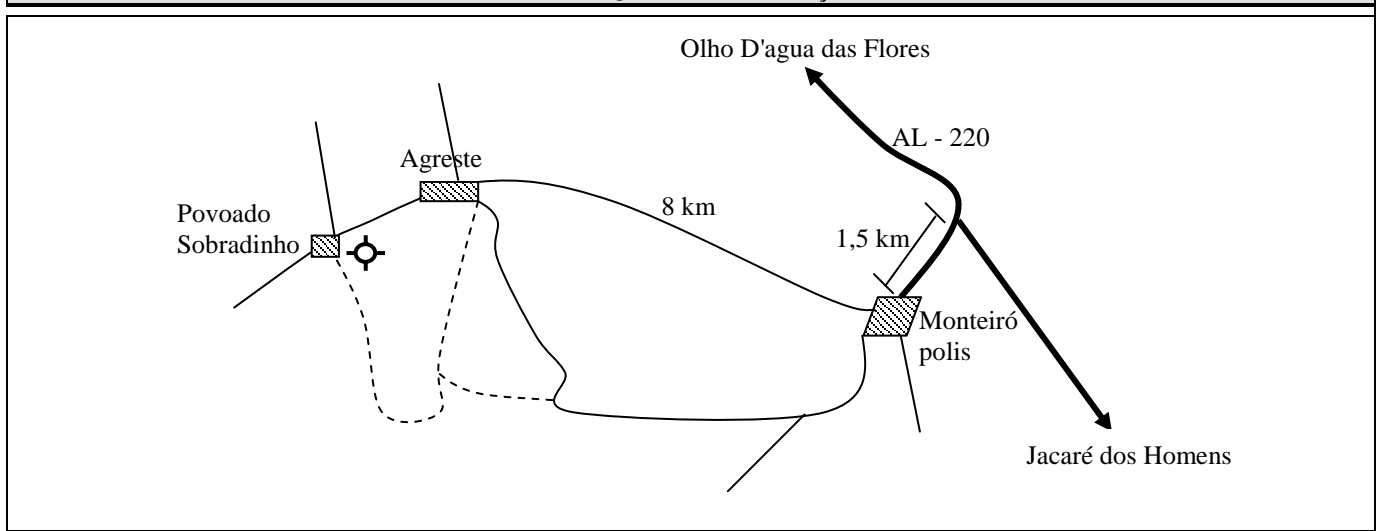 Olho D'agua das Flores
AL - 220
Agreste
8 km
Povoado
Sobradinho
1,5 km
Monteiró
polis
Jacaré dos Homens